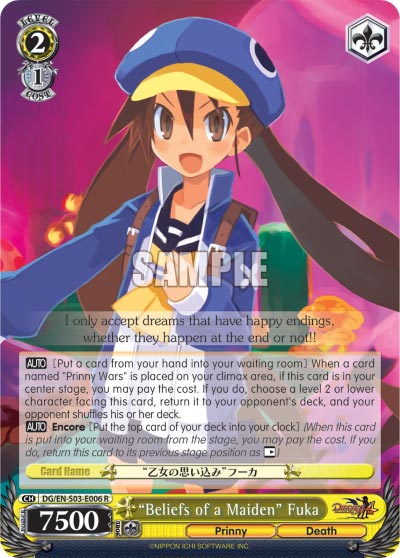 LEVEL
2
1
COST
SAMPLE
I only accept dreams that have happy endings,
whether they happen at the end or not!!
AUTO [Put a card from your hand into your waiting room] When a card
named "Prinny Wars" is placed on your climax area, if this card is in
your center stage, you may pay the cost. If you do, choose a level 2 or lower
character facing this card, return it to your opponent's deck, and your
opponent shuffles his or her deck.
AUTO Encore [Put the top card of your deck into your clock] (When this card
is put into your waiting room from the stage, you may pay the cost. If you
do, return this card to its previous stage position as )
Card Name
"乙女の思い込み"フーカ
CH DG/EN-S03-E006 R
POWER
7500
SOUL
"Beliefs of a Maiden" Fuka
DISGAEA 4
Prinny
Death
©NIPPON ICHI SOFTWARE INC.